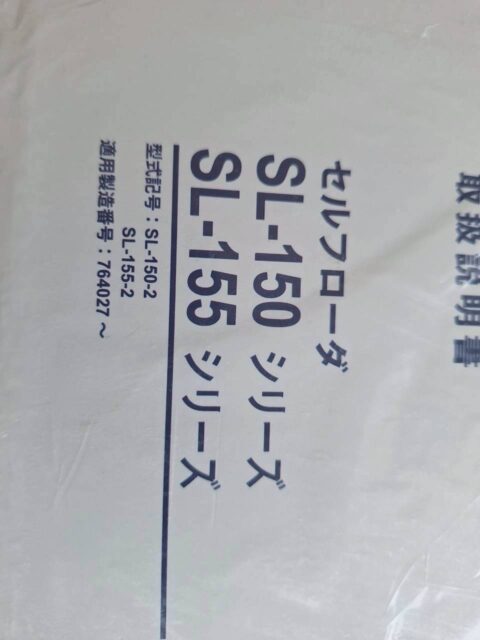 取扱説明書
セルフローダ
SL-150 シリーズ
SL-155 シリーズ
型式記号：SL-150-2
SL-155-2
適用製造番号：764027～